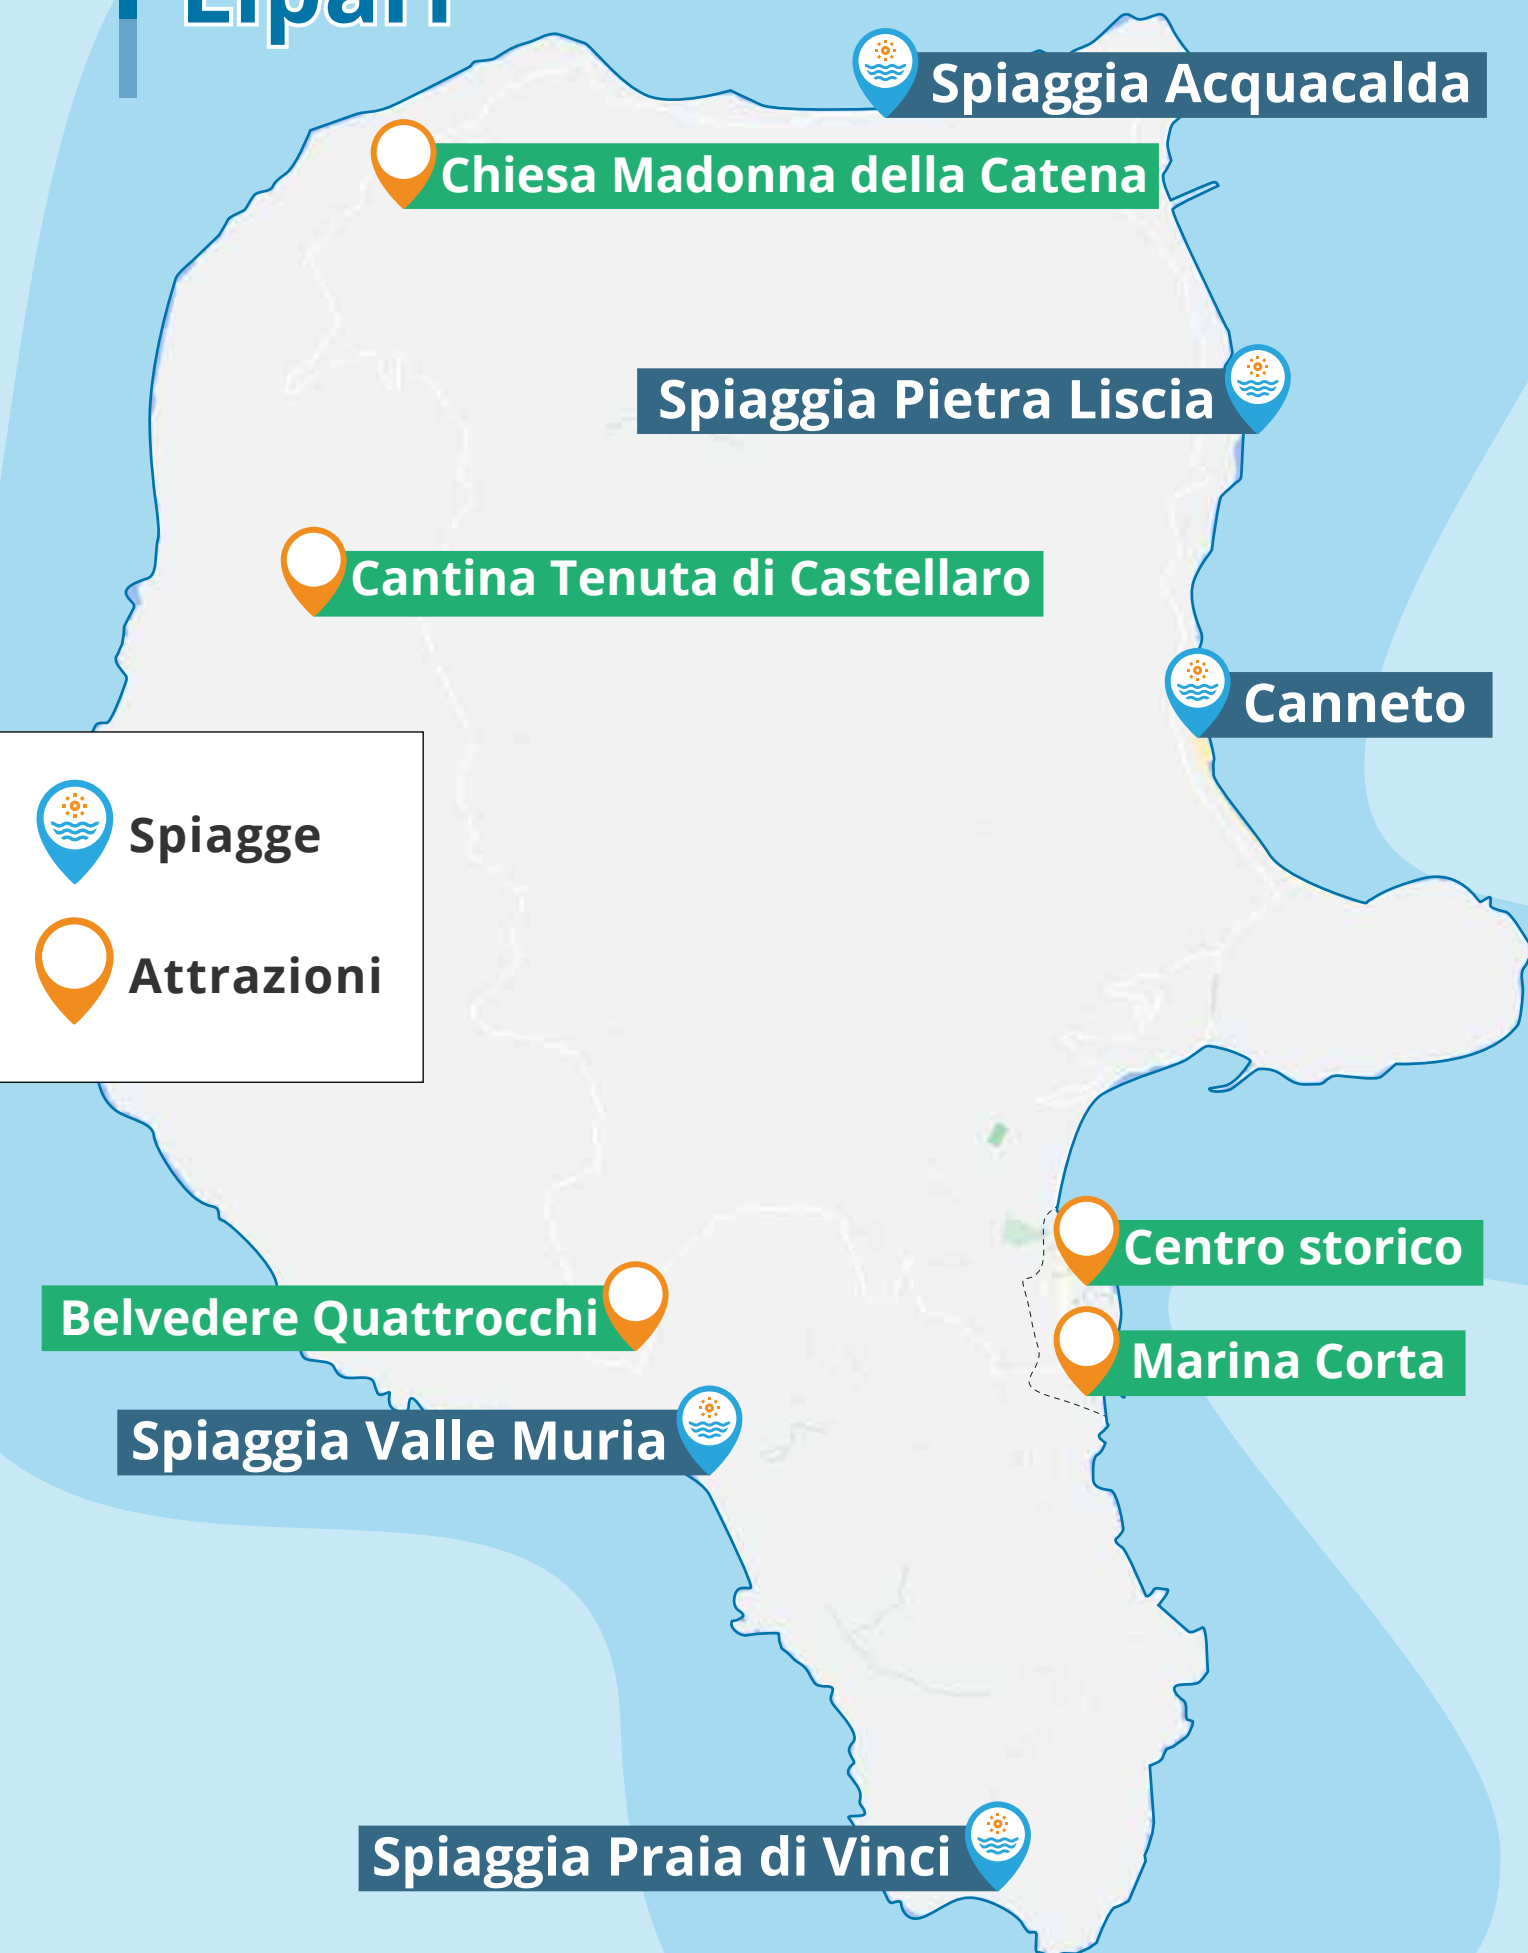 Lipari
Spiaggia Acquacalda
Chiesa Madonna della Catena
Spiaggia Pietra Liscia
Cantina Tenuta di Castellaro
Canneto
Spiagge
Attrazioni
Centro storico
Belvedere Quattrocchi
Marina Corta
Spiaggia Valle Muria
Spiaggia Praia di Vinci